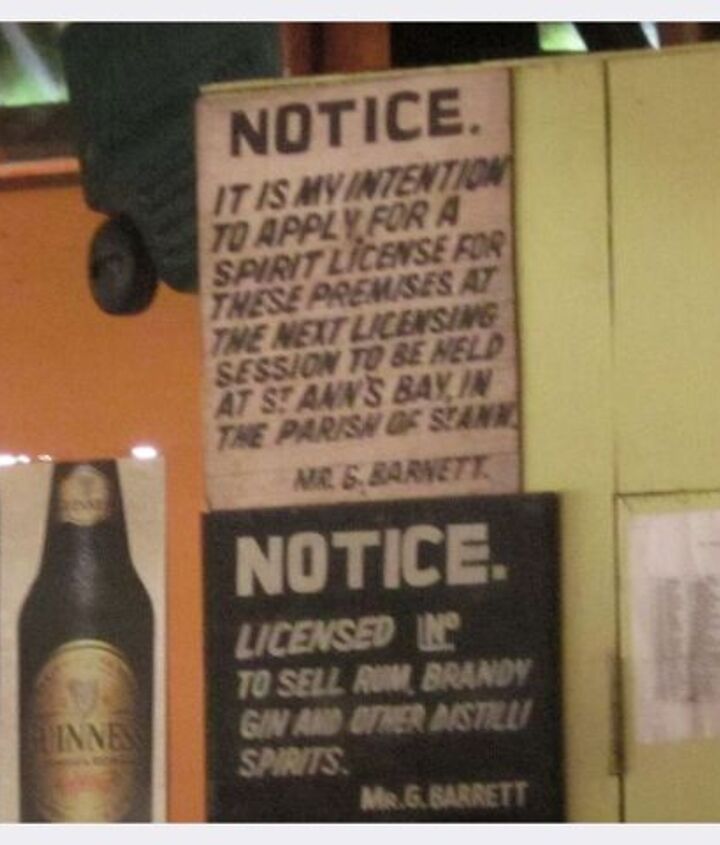 NOTICE.
IT IS MY INTENTION
TO APPLY FOR A
SPIRIT LICENSE FOR
THESE PREMISES AT
THE NEXT LICENSING
SESSION TO BE HELD
AT ST ANN'S BAY, IN
THE PARISH OF ST. ANN.
MR. G. BARNETT.
NOTICE.
LICENSED Nº
TO SELL RUM, BRANDY
GIN AND OTHER DISTILLI
SPIRITS.
MR. G. BARRETT
GUINNESS